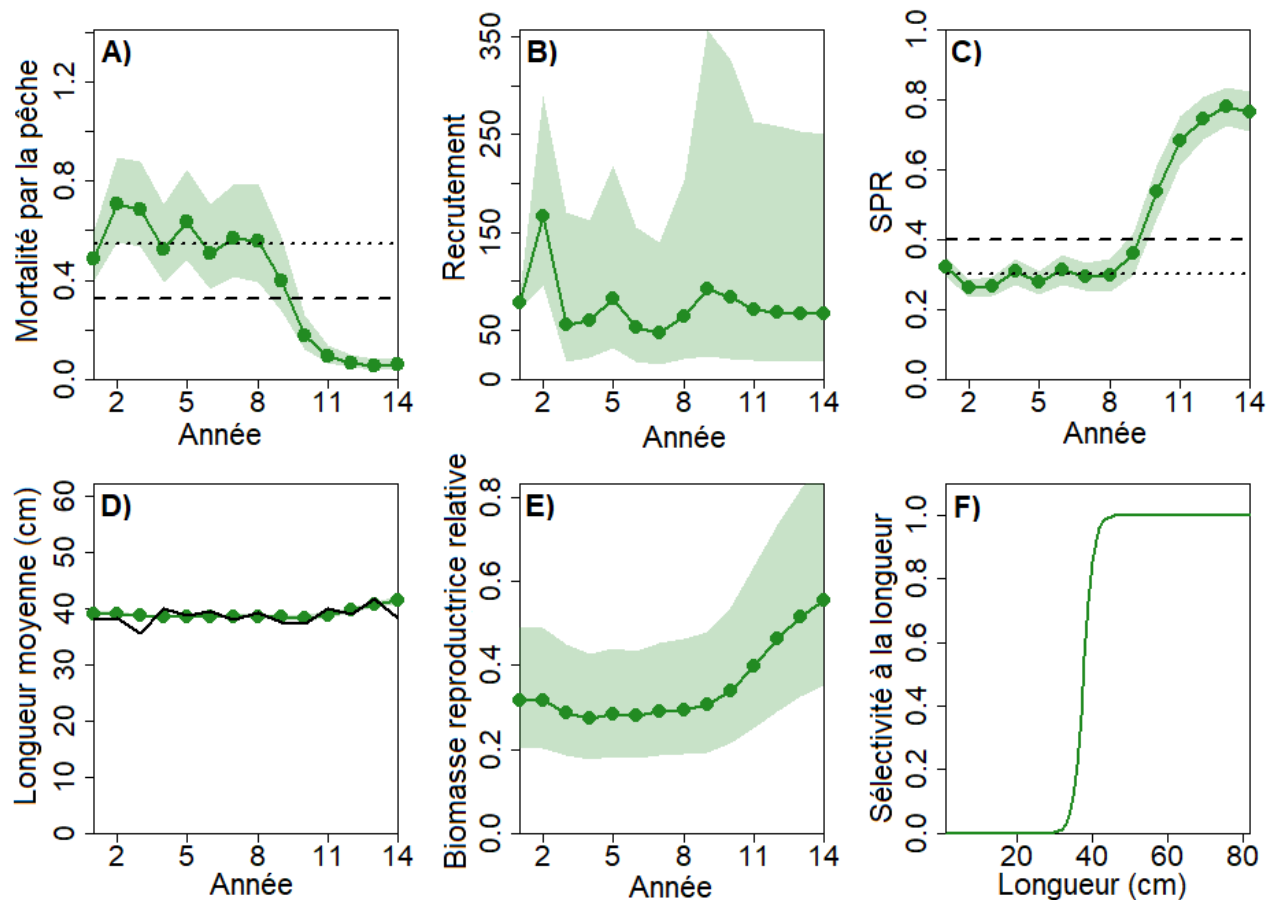 A)
Mortalité par la pêche
0.0 0.4 0.8 1.2
2 5 8 11 14
Année
B)
Recrutement
0 50 150 250 350
2 5 8 11 14
Année
C)
SPR
0.0 0.2 0.4 0.6 0.8 1.0
2 5 8 11 14
Année
D)
Longueur moyenne (cm)
0 10 20 30 40 50 60
2 5 8 11 14
Année
E)
Biomasse reproductrice relative
0.0 0.2 0.4 0.6 0.8
2 5 8 11 14
Année
F)
Sélectivité à la longueur
0.0 0.2 0.4 0.6 0.8 1.0
20 40 60 80
Longueur (cm)